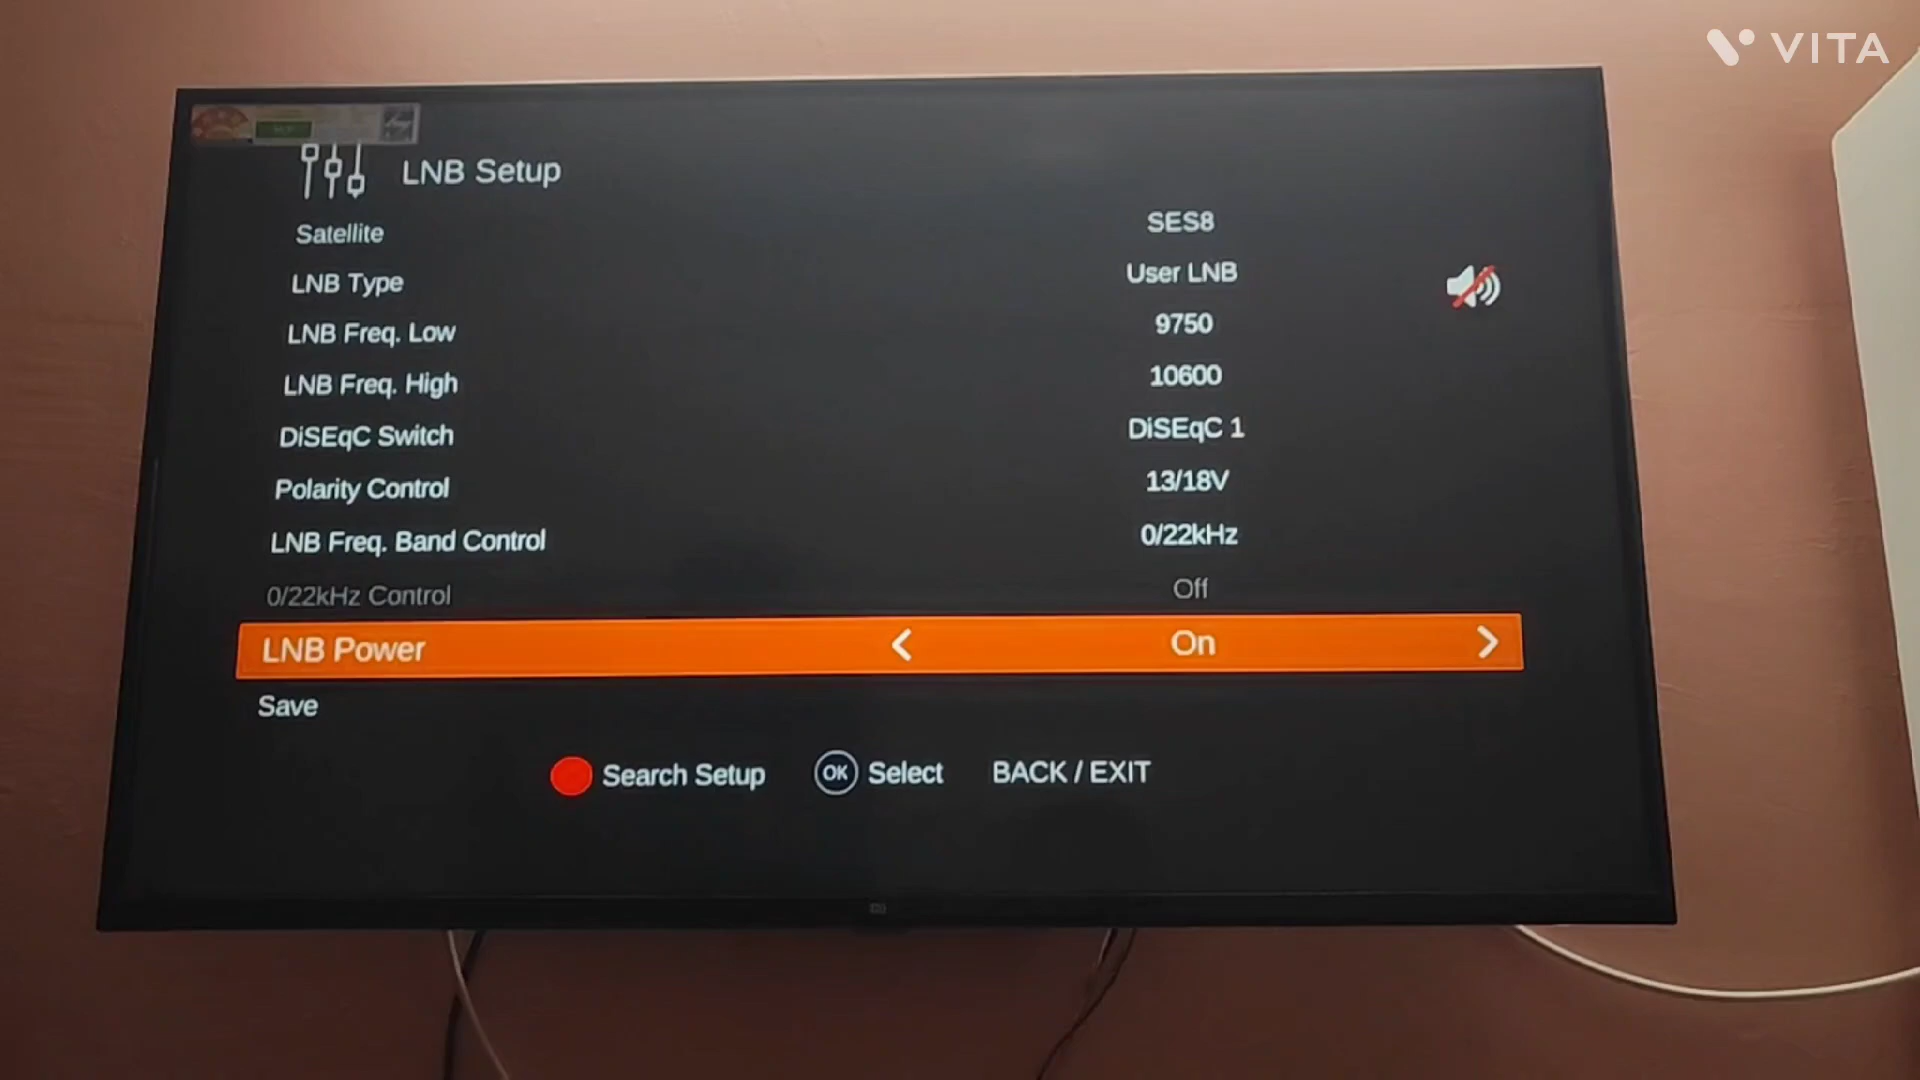 VITA
LNB Setup
Satellite SES8
LNB Type User LNB
LNB Freq. Low 9750
LNB Freq. High 10600
DiSEqC Switch DiSEqC 1
Polarity Control 13/18V
LNB Freq. Band Control 0/22kHz
0/22kHz Control Off
LNB Power < On >
Save
Search Setup OK Select BACK / EXIT